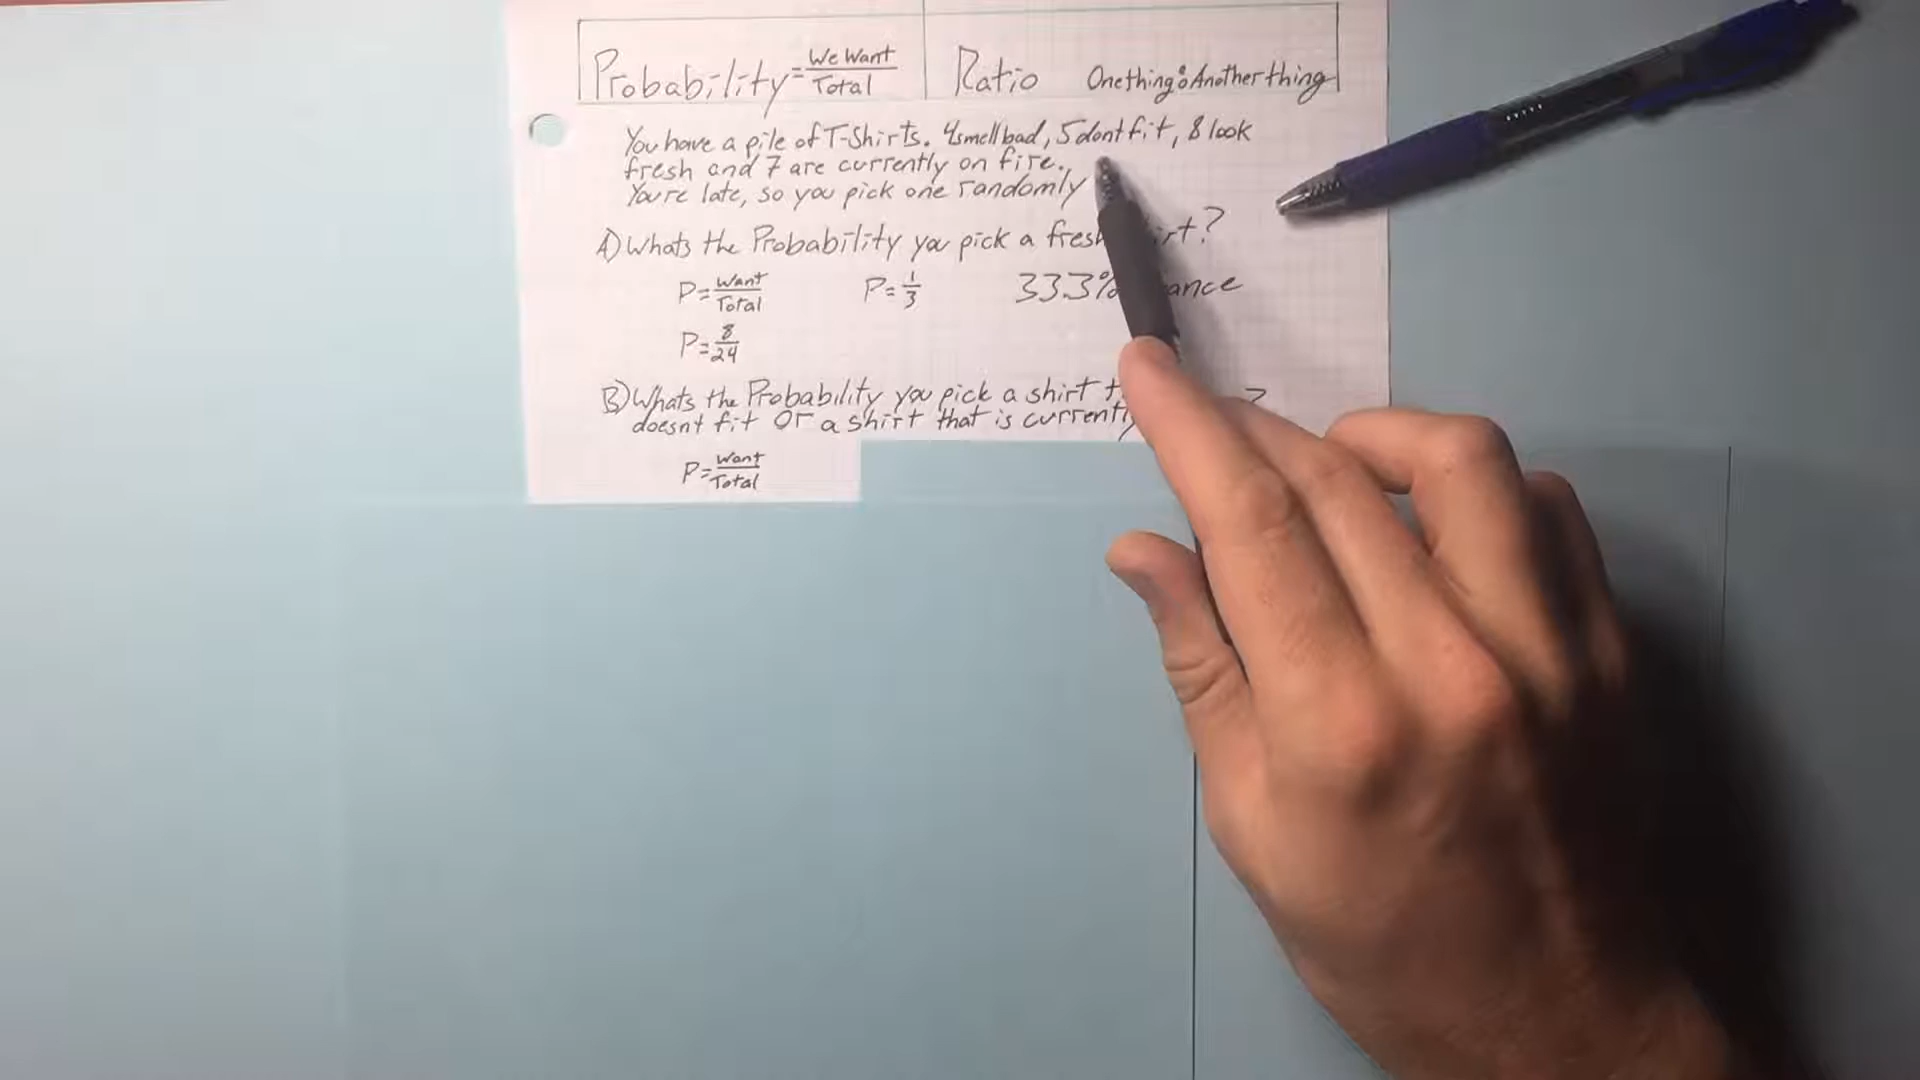 Probability = We Want / Total
Ratio One thing : Another thing
You have a pile of T-Shirts. 4 smell bad, 5 dont fit, 8 look
fresh and 7 are currently on fire.
You're late, so you pick one randomly
A) Whats the Probability you pick a fresh
P = Want / Total P = 1/3 33.3%
P = 8/24
B) Whats the Probability you pick a shirt
doesnt fit or a shirt that is currently
P = Want / Total